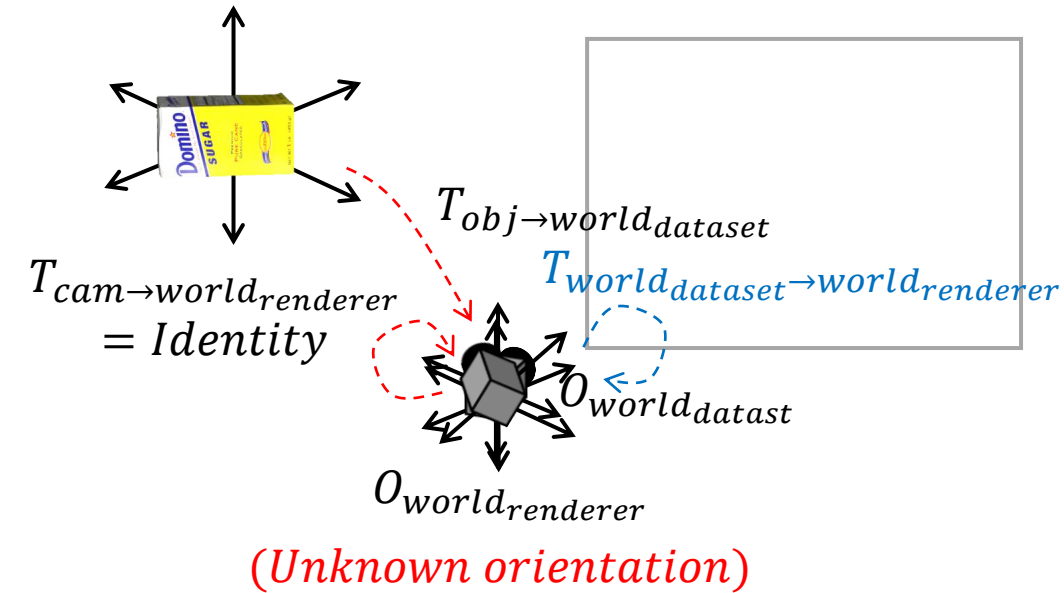 Domino
SUGAR
T_{obj→world_{dataset}}
T_{cam→world_{renderer}}
= Identity
T_{world_{dataset}→world_{renderer}}
O_{world_{datast}}
O_{world_{renderer}}
(Unknown orientation)